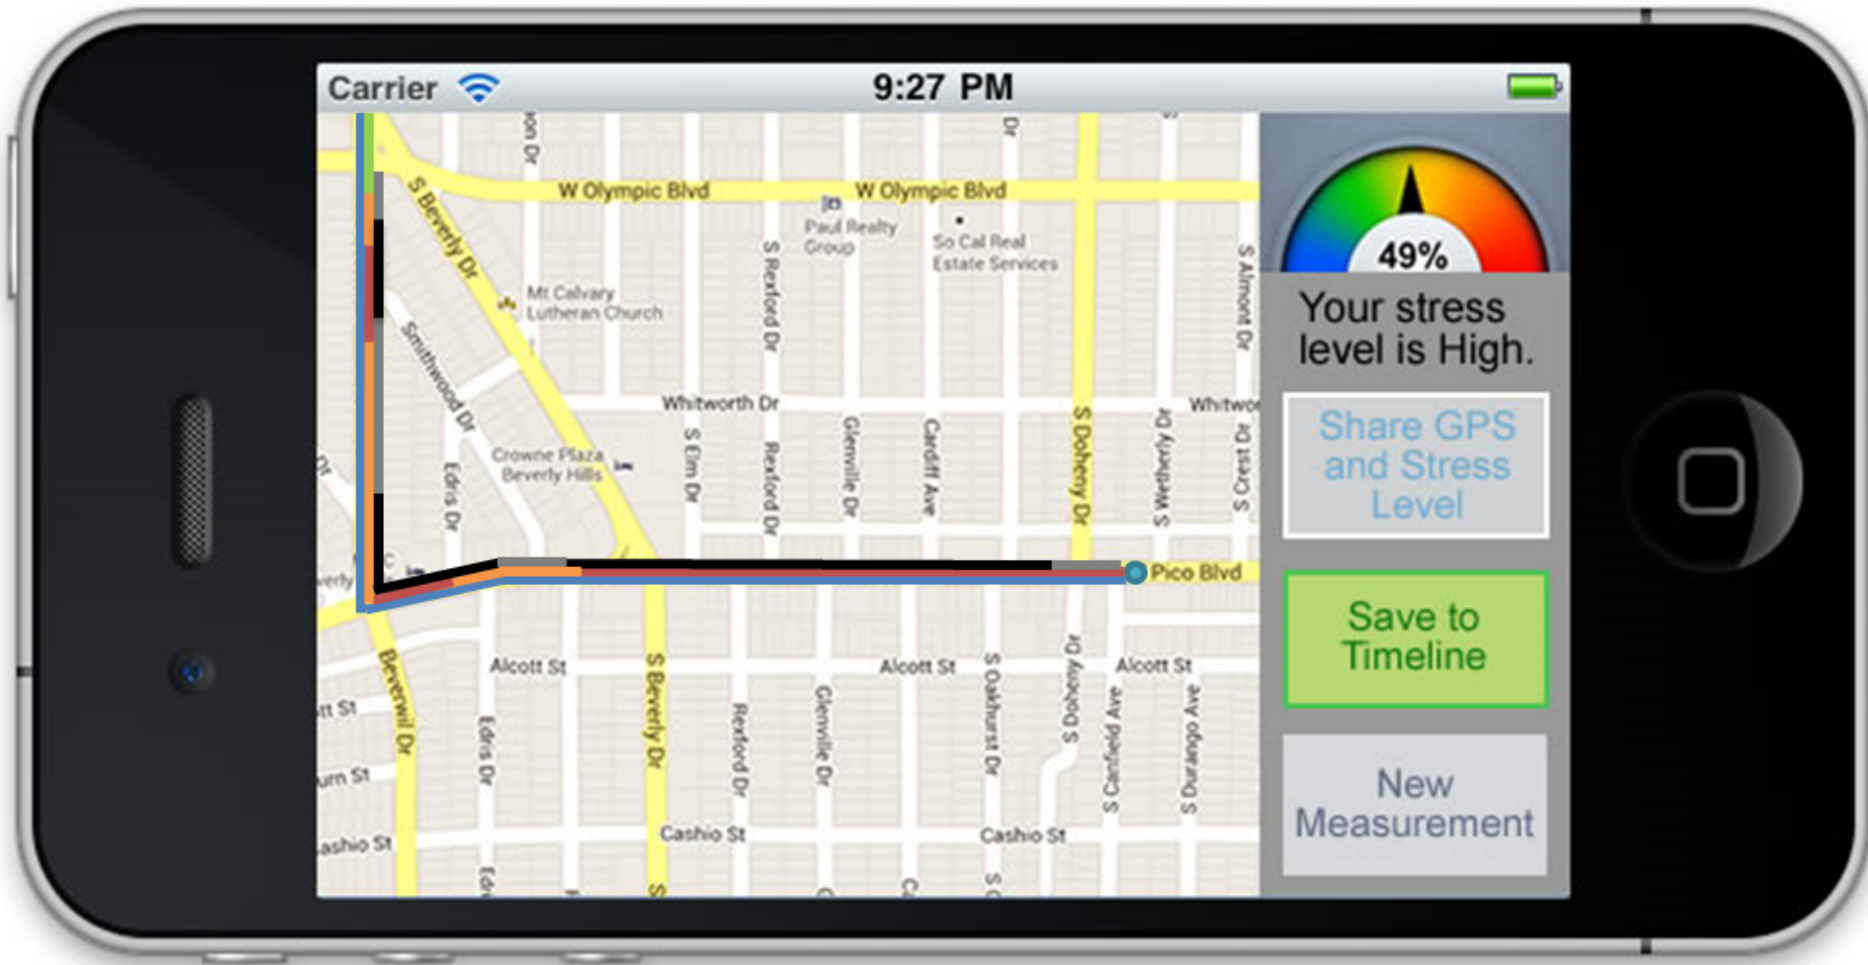 Carrier
9:27 PM
W Olympic Blvd
W Olympic Blvd
Dr
S Beverly Dr
Paul Realty
Group
So Cal Real
Estate Services
S Rexford Dr
S Almont Dr
Mt Calvary
Lutheran Church
Smithwood Dr
Whitworth Dr
Crowne Plaza
Beverly Hills
Edris Dr
S Elm Dr
Rexford Dr
Glenville Dr
Cardiff Ave
S Doheny Dr
S Wetherly Dr
S Crest Dr
Dr
Pico Blvd
Alcott St
Alcott St
Alcott St
Beverwil Dr
Edris Dr
S Beverly Dr
Rexford Dr
Glenville Dr
S Oakhurst Dr
S Doheny Dr
S Canfield Ave
S Durango Ave
Cashio St
Cashio St
49%
Your stress
level is High.
Share GPS
and Stress
Level
Save to
Timeline
New
Measurement